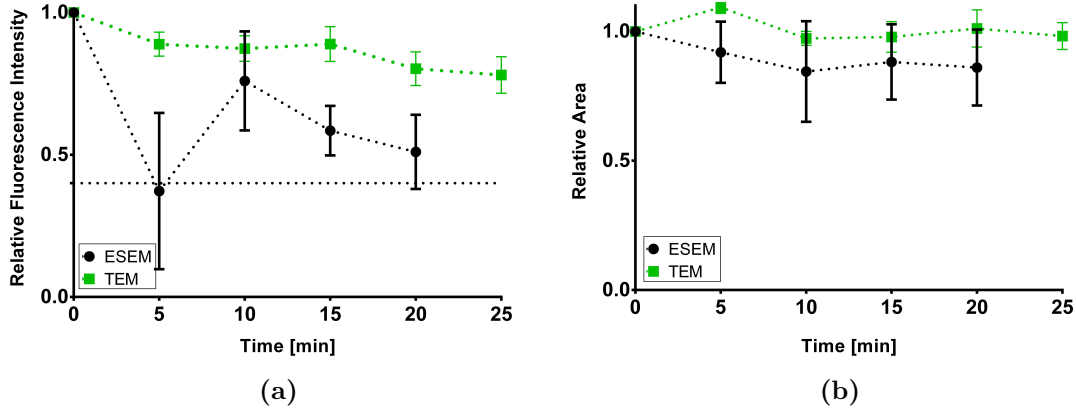 Relative Fluorescence Intensity
1.0
0.5
0.0
ESEM
TEM
0 5 10 15 20 25
Time [min]
(a)
Relative Area
1.0
0.5
0.0
ESEM
TEM
0 5 10 15 20 25
Time [min]
(b)